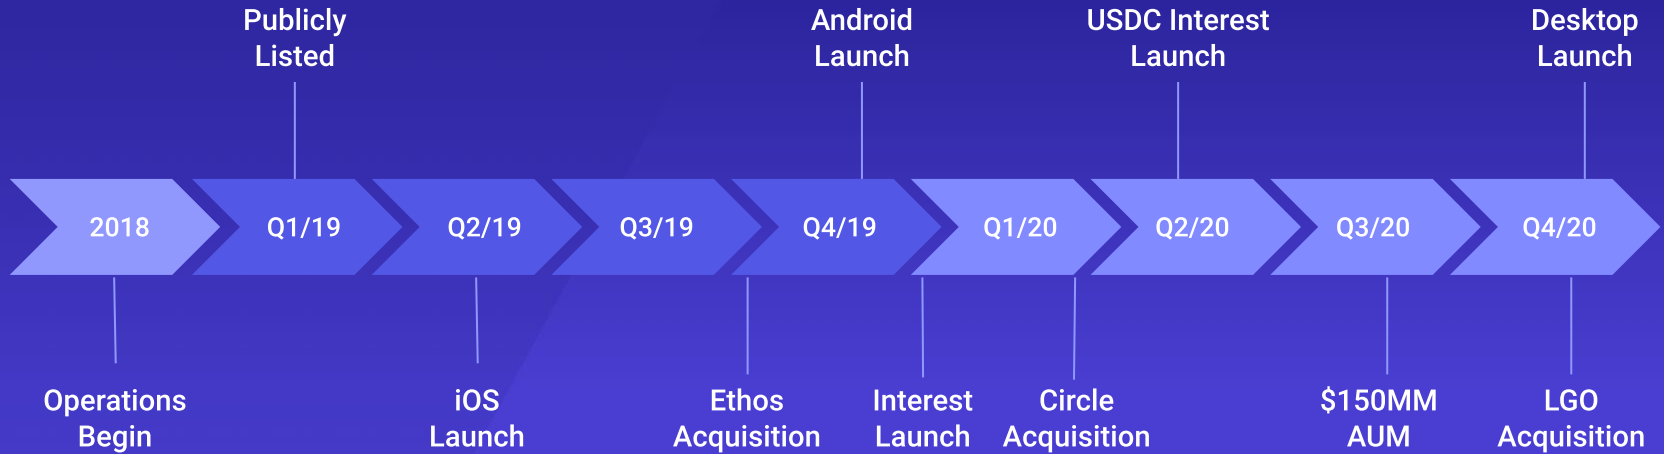 Publicly
Listed
Android
Launch
USDC Interest
Launch
Desktop
Launch
2018
Q1/19
Q2/19
Q3/19
Q4/19
Q1/20
Q2/20
Q3/20
Q4/20
Operations
Begin
iOS
Launch
Ethos
Acquisition
Interest
Launch
Circle
Acquisition
$150MM
AUM
LGO
Acquisition